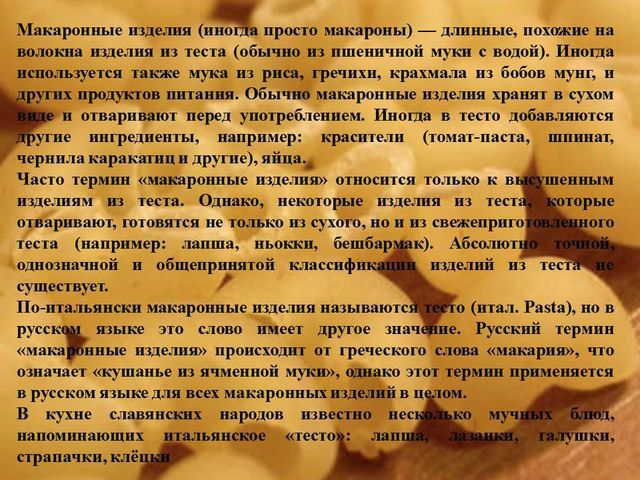 Макаронные изделия (иногда просто макароны) — длинные, похожие на
волокна изделия из теста (обычно из пшеничной муки с водой). Иногда
используется также мука из риса, гречихи, крахмала из бобов мунг, и
других продуктов питания. Обычно макаронные изделия хранят в сухом
виде и отваривают перед употреблением. Иногда в тесто добавляются
другие ингредиенты, например: красители (томат-паста, шпинат,
чернила каракатиц и другие), яйца.
Часто термин «макаронные изделия» относится только к высушенным
изделиям из теста. Однако, некоторые изделия из теста, которые
отваривают, готовятся не только из сухого, но и из свежеприготовленного
теста (например: лапша, ньокки, бешбармак). Абсолютно точной,
однозначной и общепринятой классификации изделий из теста не
существует.
По-итальянски макаронные изделия называются тесто (итал. Pasta), но в
русском языке это слово имеет другое значение. Русский термин
«макаронные изделия» происходит от греческого слова «макария», что
означает «кушанье из ячменной муки», однако этот термин применяется
в русском языке для всех макаронных изделий в целом.
В кухне славянских народов известно несколько мучных блюд,
напоминающих итальянское «тесто»: лапша, лазанки, галушки,
страпачки, клёцки